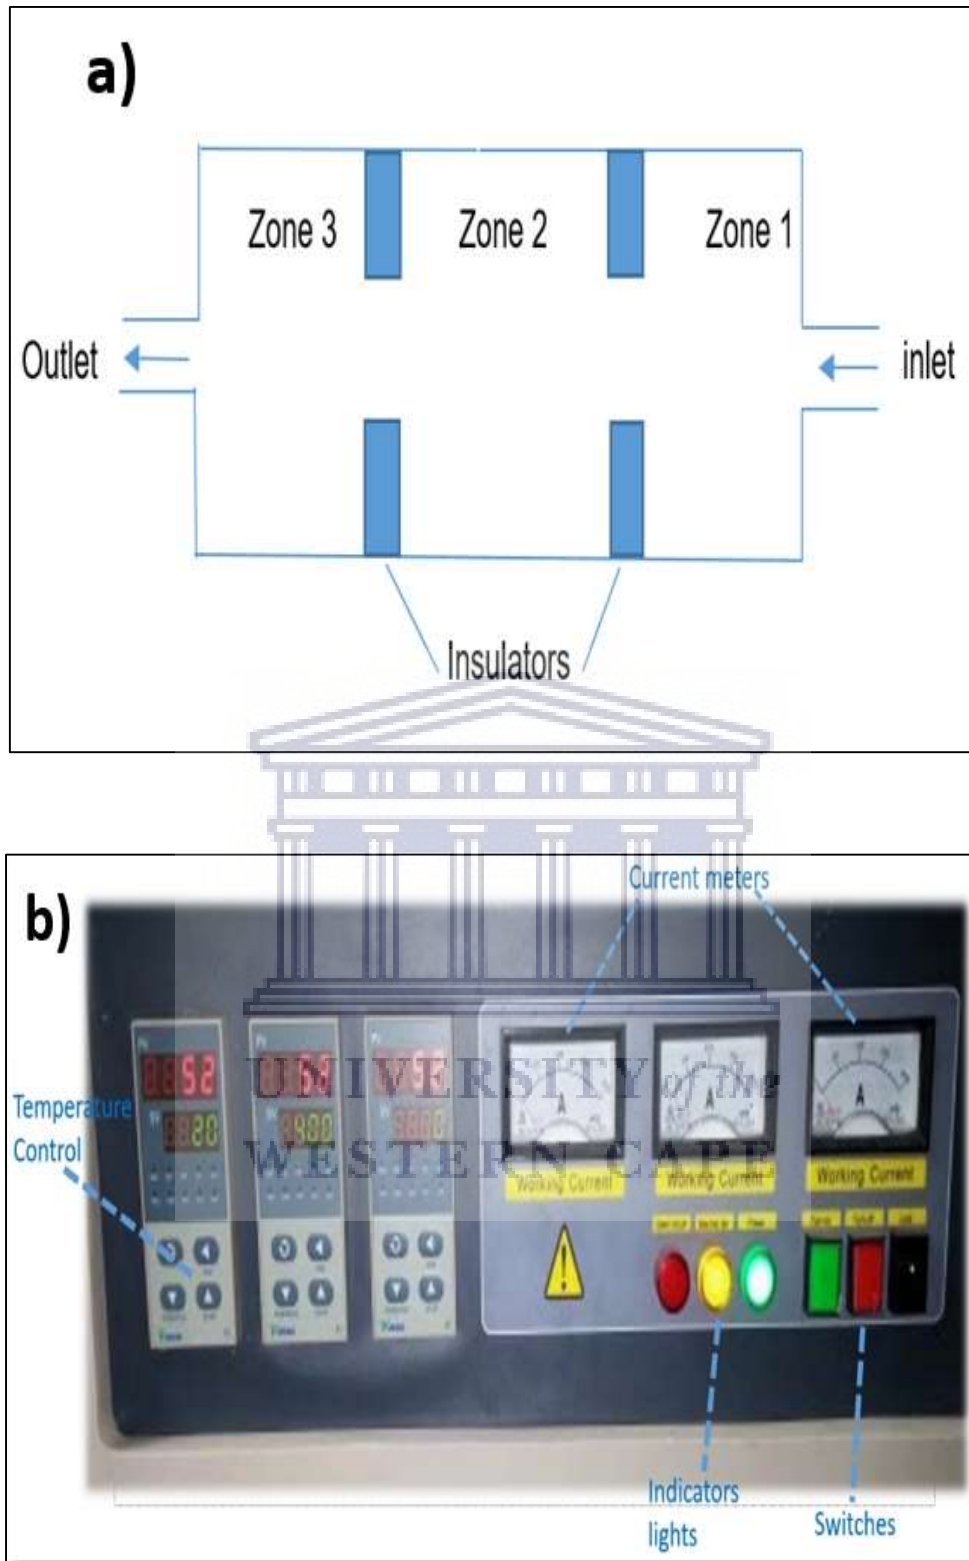 a)
Zone 3
Zone 2
Zone 1
Outlet
inlet
Insulators
b)
Current meters
52
20
400
Temperature
Control
A
A
A
UNIVERSITY of the
WESTERN CAPE
Working Current
Working Current
Working Current
Indicators
lights
Switches